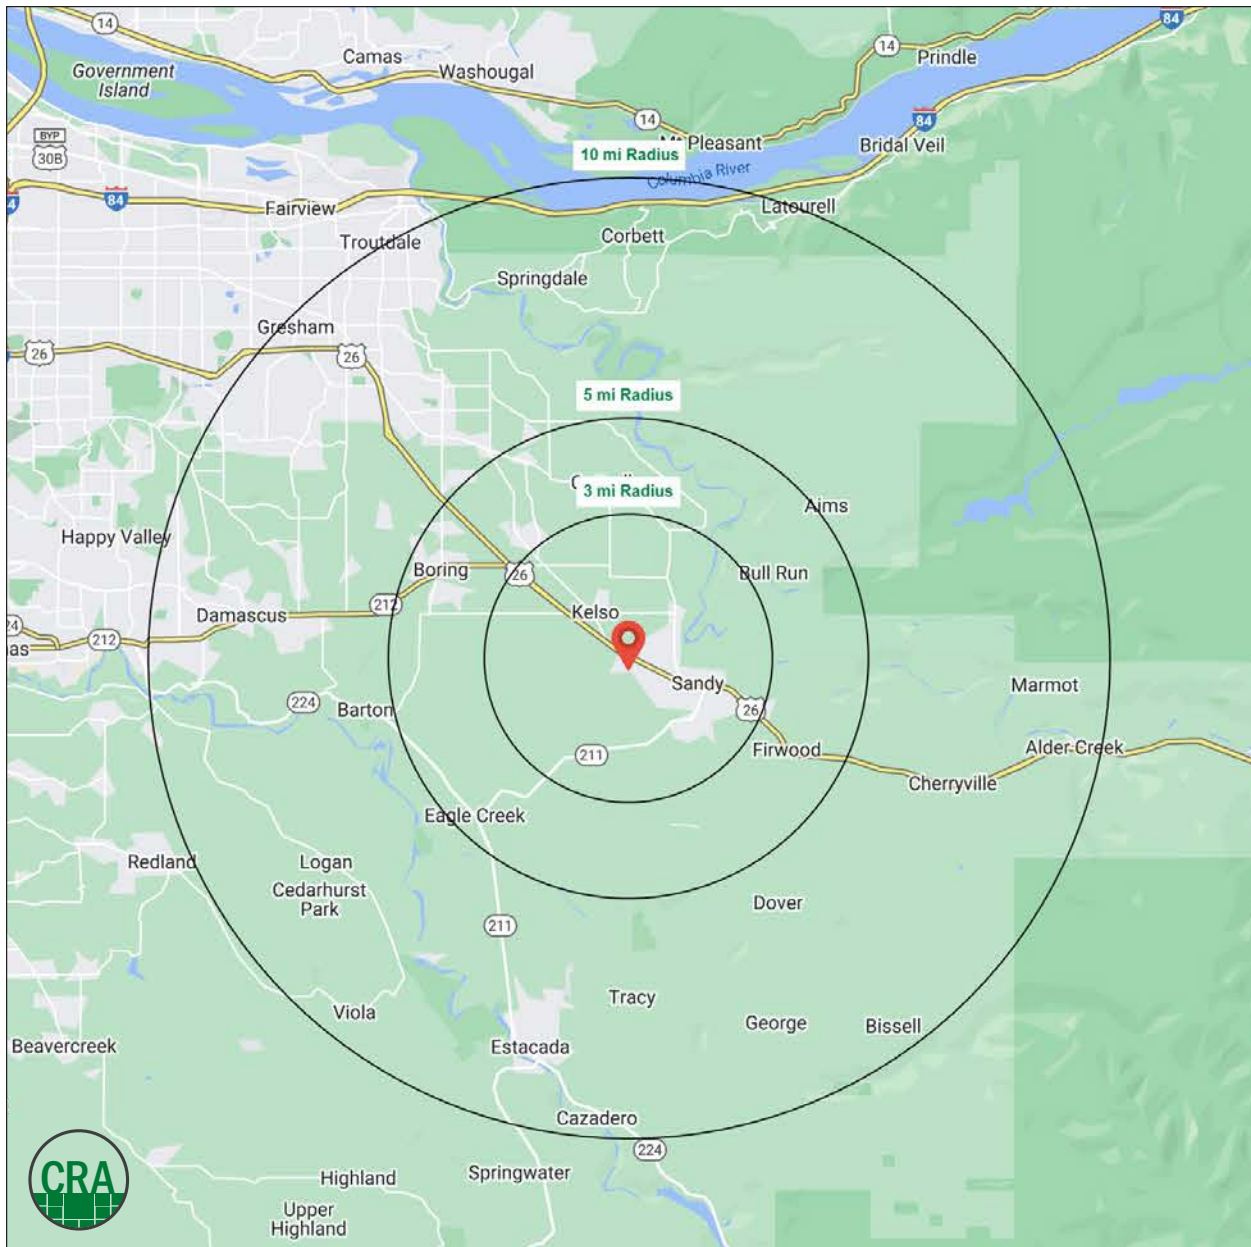 14
84
Camas
Prindle
14
Government
Island
Washougal
14
84
BYP
30B
Pleasant
Bridal Veil
10 mi Radius
Columbia River
84
84
Fairview
Latourell
Troutdale
Corbett
Springdale
Gresham
26
26
5 mi Radius
3 mi Radius
Aims
Happy Valley
Boring
26
Bull Run
212
Kelso
Damascus
24
212
Sandy
Marmot
224
Barton
26
211
Firwood
Alder Creek
Cherryville
Eagle Creek
Redland
Logan
Cedarhurst
Park
Dover
211
Tracy
Viola
George
Bissell
Beavercreek
Estacada
Cazadero
224
CRA
Highland
Springwater
Upper
Highland